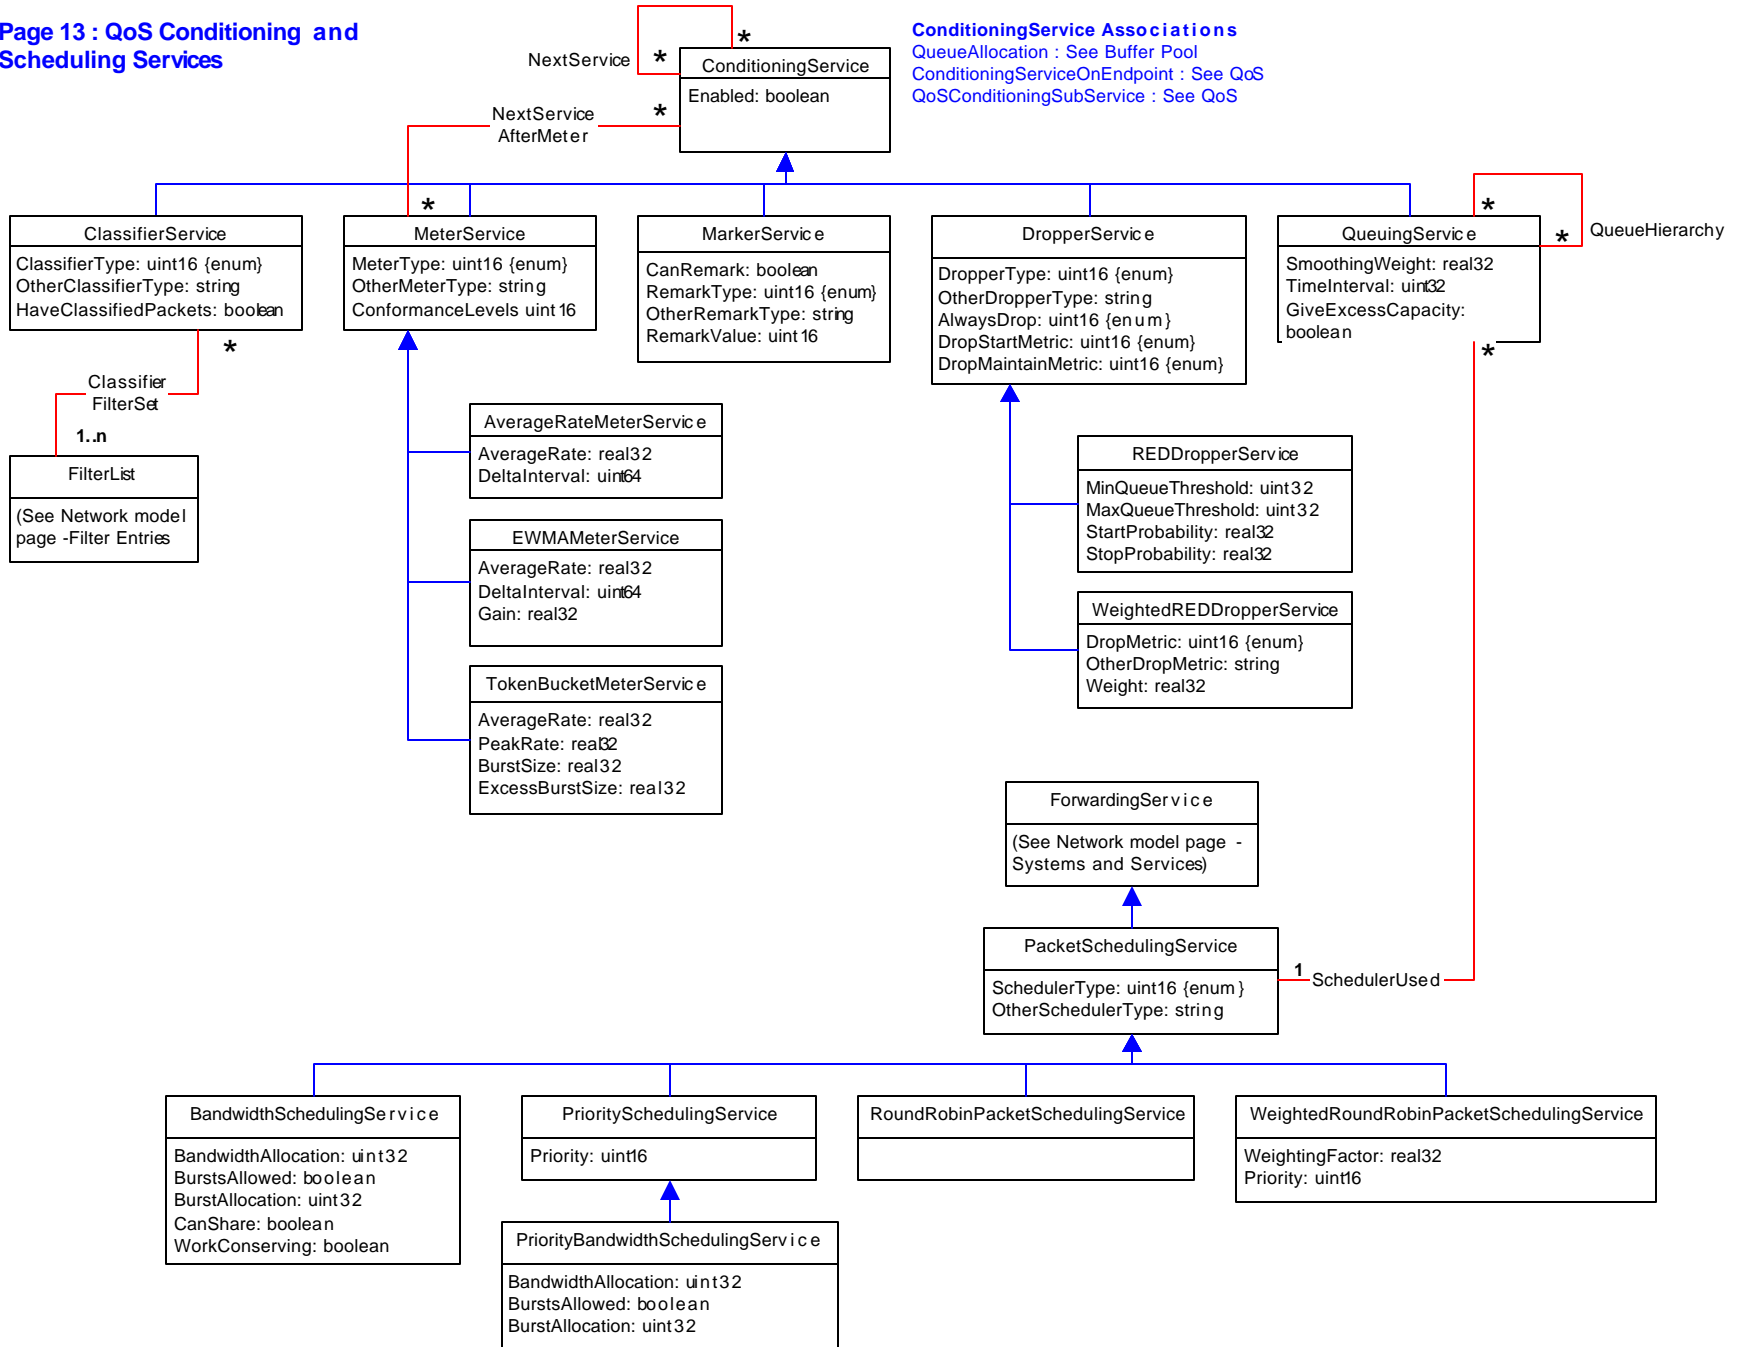 Page 13 : QoS Conditioning and
Scheduling Services
ConditioningService Associations
QueueAllocation : See Buffer Pool
ConditioningServiceOnEndpoint : See QoS
QoSConditioningSubService : See QoS
NextService
*
*
ConditioningService
Enabled: boolean
NextService
AfterMeter
*
*
ClassifierService
ClassifierType: uint16 {enum}
OtherClassifierType: string
HaveClassifiedPackets: boolean
MeterService
MeterType: uint16 {enum}
OtherMeterType: string
ConformanceLevels uint16
MarkerService
CanRemark: boolean
RemarkType: uint16 {enum}
OtherRemarkType: string
RemarkValue: uint16
DropperService
DropperType: uint16 {enum}
OtherDropperType: string
AlwaysDrop: uint16 {enum}
DropStartMetric: uint16 {enum}
DropMaintainMetric: uint16 {enum}
QueuingService
SmoothingWeight: real32
TimeInterval: uint32
GiveExcessCapacity:
boolean
*
*
QueueHierarchy
*
*
Classifier
FilterSet
1..n
FilterList
(See Network model
page -Filter Entries
AverageRateMeterService
AverageRate: real32
DeltaInterval: uint64
EWMAMeterService
AverageRate: real32
DeltaInterval: uint64
Gain: real32
TokenBucketMeterService
AverageRate: real32
PeakRate: real32
BurstSize: real32
ExcessBurstSize: real32
REDDropperService
MinQueueThreshold: uint32
MaxQueueThreshold: uint32
StartProbability: real32
StopProbability: real32
WeightedREDDropperService
DropMetric: uint16 {enum}
OtherDropMetric: string
Weight: real32
ForwardingService
(See Network model page -
Systems and Services)
PacketSchedulingService
SchedulerType: uint16 {enum}
OtherSchedulerType: string
1
SchedulerUsed
BandwidthSchedulingService
BandwidthAllocation: uint32
BurstsAllowed: boolean
BurstAllocation: uint32
CanShare: boolean
WorkConserving: boolean
PrioritySchedulingService
Priority: uint16
RoundRobinPacketSchedulingService
WeightedRoundRobinPacketSchedulingService
WeightingFactor: real32
Priority: uint16
PriorityBandwidthSchedulingService
BandwidthAllocation: uint32
BurstsAllowed: boolean
BurstAllocation: uint32